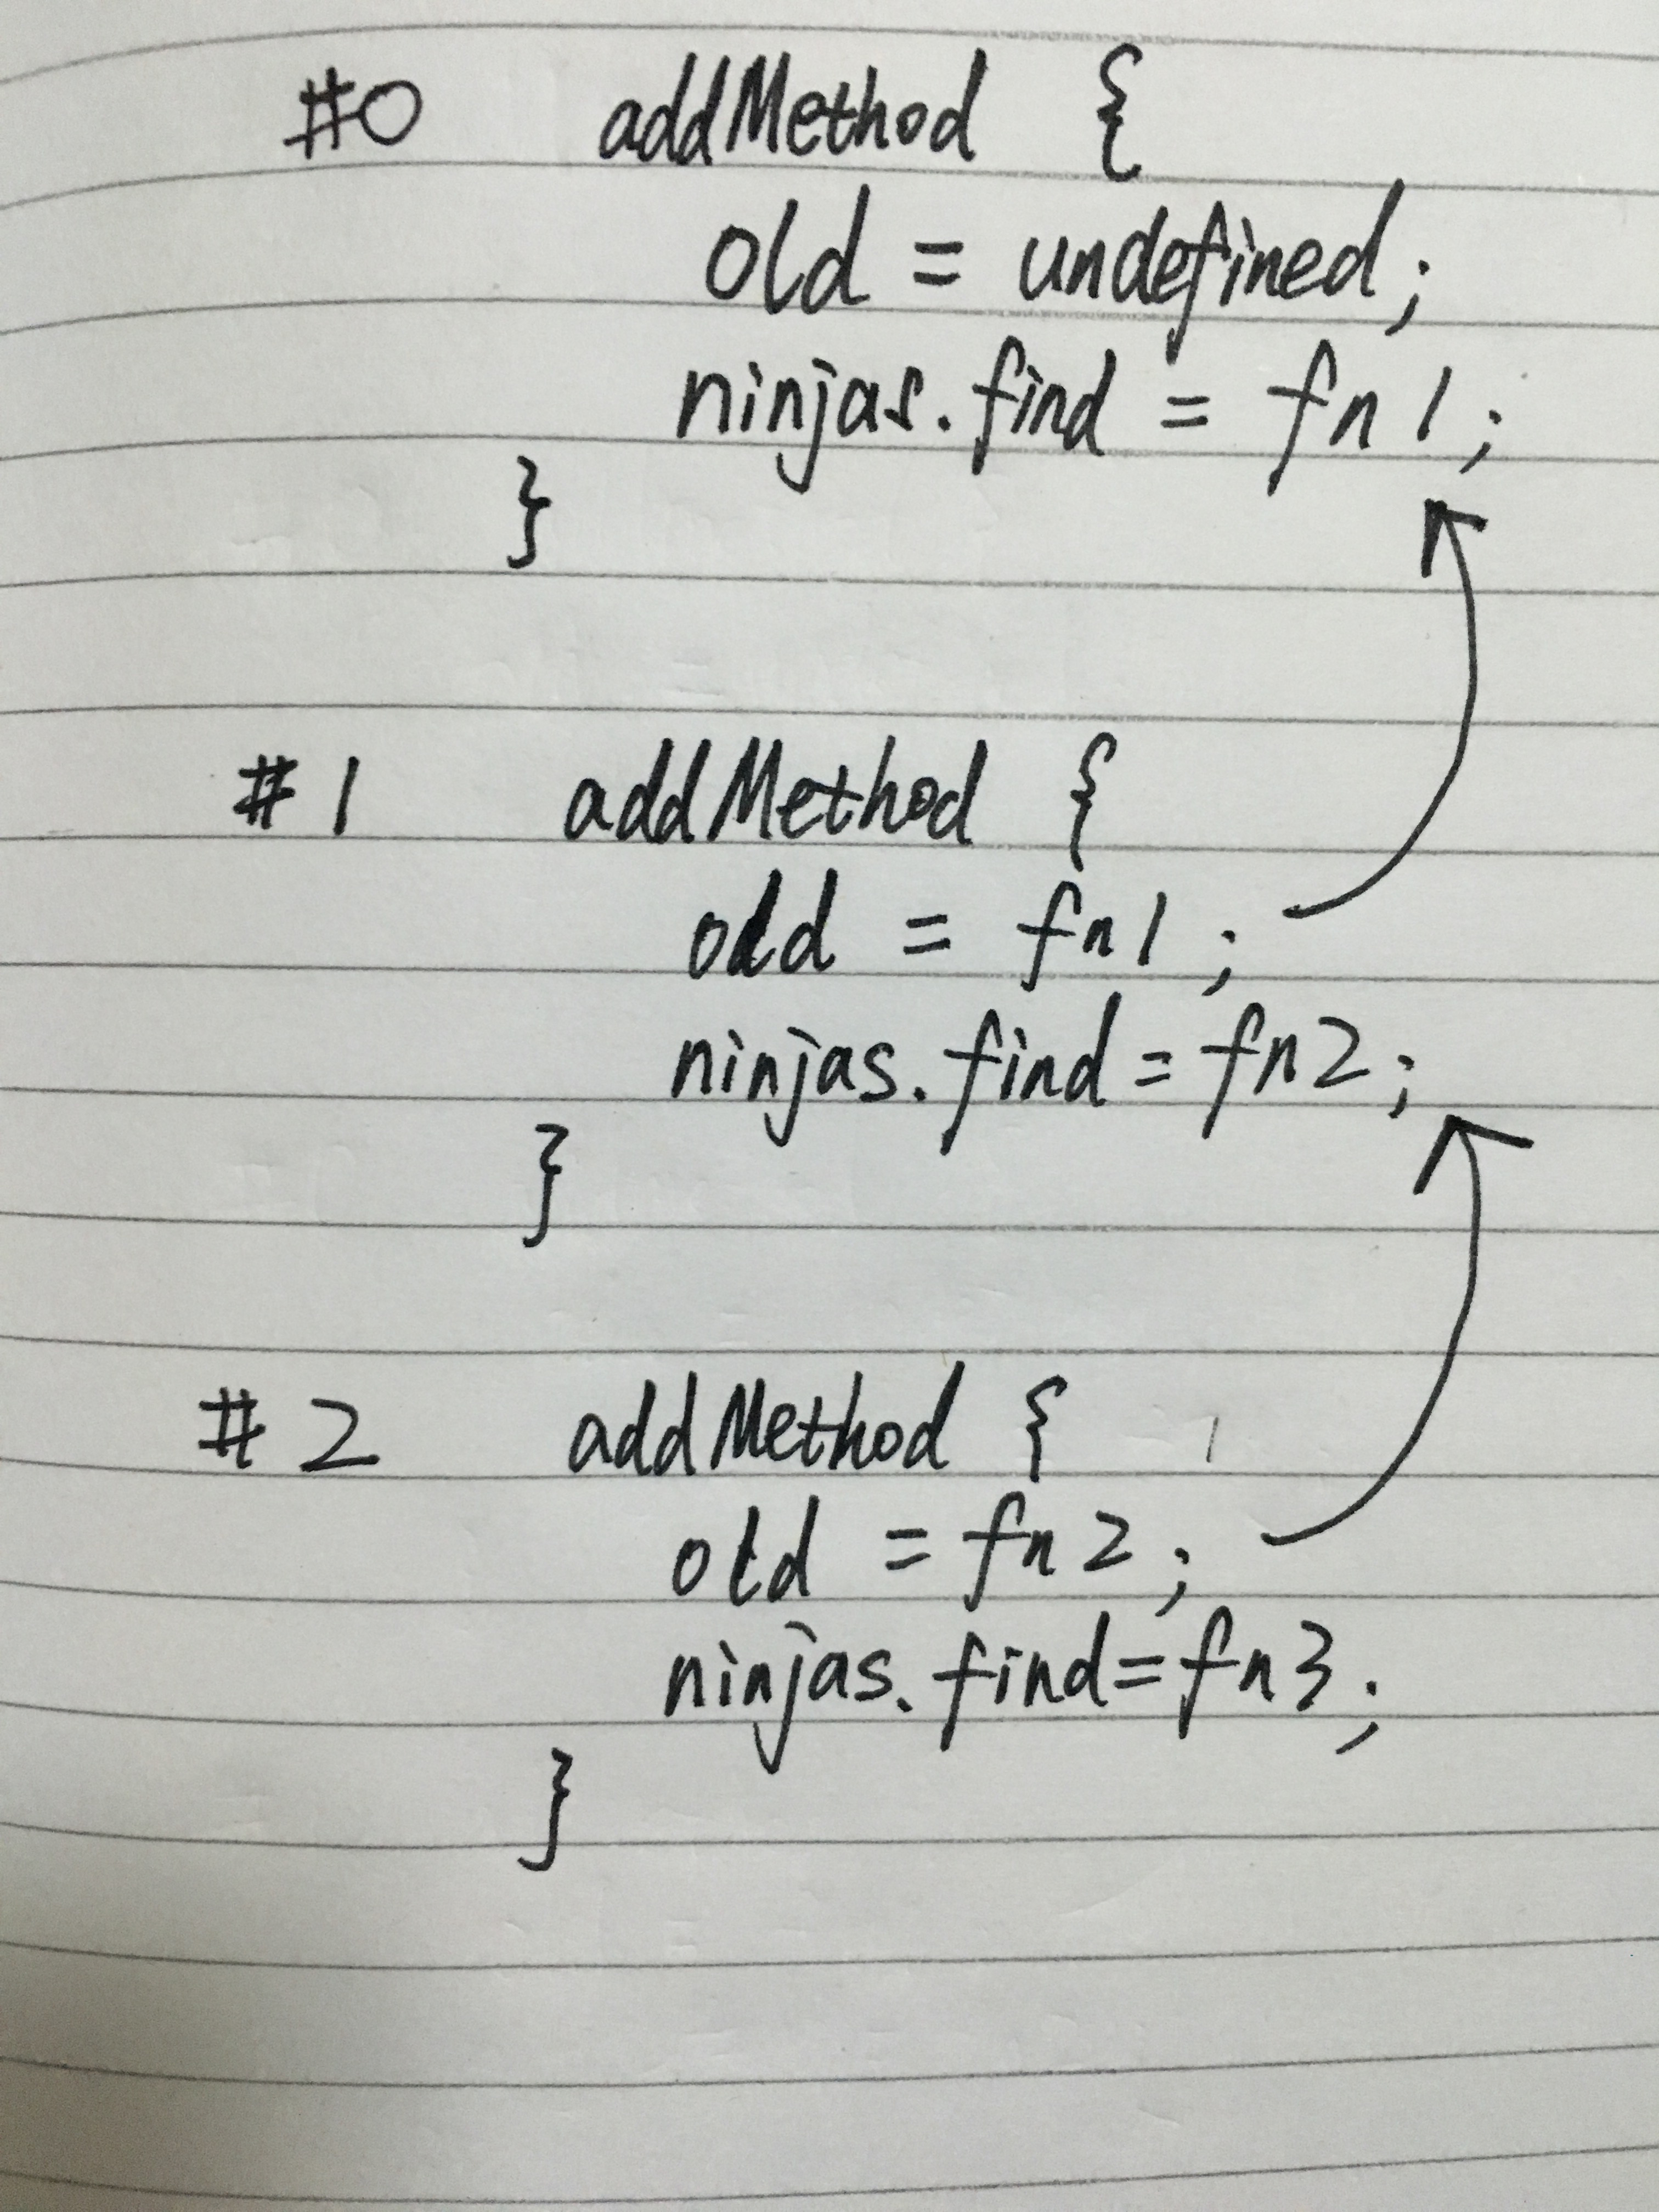 #0 addMethod {
old = undefined;
ninjas.find = fn1;
}
#1 addMethod {
old = fn1;
ninjas.find = fn2;
}
#2 addMethod {
old = fn2;
ninjas.find = fn3;
}